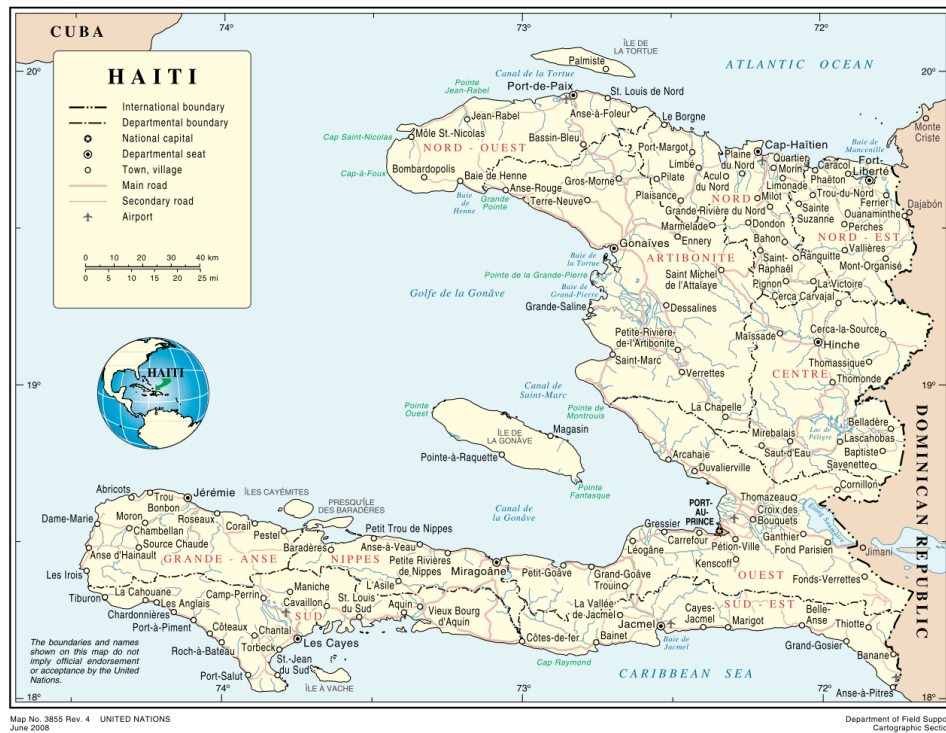 74°
73°
72°
CUBA
HAITI
International boundary
Departmental boundary
National capital
Departmental seat
Town, village
Main road
Secondary road
Airport
0 10 20 30 40 km
0 5 10 15 20 25 mi
20°
20°
ÎLE DE
LA TORTUE
Palmiste
Canal de la Tortue
ATLANTIC OCEAN
Pointe
Jean-Rabel
Port-de-Paix
St. Louis de Nord
Jean-Rabel
Anse-à-Foleur
Le Borgne
Monte
Criste
Cap Saint-Nicolas
Môle St-Nicolas
NORD - OUEST
Bassin-Bleu
Port-Margot
Cap-Haïtien
Baie de
Mancenille
Plaine
du Nord
Quartier
Morin
Caracol
Fort-
Liberté
Limbé
Acul
du Nord
Limonade
Phaëton
Cap-à-Foux
Bombardopolis
Baie de Henne
Gros-Morne
Pilate
Trou-du-Nord
Ferrier
Anse-Rouge
Plaisance
NORD
Milot
Dajabón
Baie
de
Henne
Grande
Pointe
Terre-Neuve
Grande-Rivière du Nord
Sainte
Suzanne
Ouanaminthe
Marmelade
Dondon
Perches
Gonaïves
Ennery
Bahon
NORD - EST
Baie de
la Tortue
ARTIBONITE
Saint-
Raphaël
Ranquitte
Vallières
Mont-Organisé
Pointe de la Grande-Pierre
Saint Michel
de l'Attalaye
Pignon
La-Victoire
Golfe de la Gonâve
Baie de
Grand-Pierre
Cerca Carvajal
Grande-Saline
Dessalines
HAITI
Petite-Rivière-
de-l'Artibonite
Maïssade
Cerca-la-Source
Hinche
Saint-Marc
Thomassique
19°
19°
Verrettes
CENTRE
Thomonde
Canal de
Saint-Marc
Pointe
Ouest
Pointe de
Montrouis
La Chapelle
Belladère
ÎLE DE
LA GONÂVE
Magasin
Mirebalais
Lac de
Péligre
Lascahobas
Saut-d'Eau
Baptiste
Pointe-à-Raquette
Arcahaie
Savenette
Duvalierville
Cornillon
Pointe
Fantasque
DOMINICAN REPUBLIC
Abricots
Trou
Bonbon
Jérémie
ÎLES CAYÉMITES
PRESQU'ÎLE
DES BARADÈRES
Canal de
la Gonâve
PORT-
AU-
PRINCE
Thomazeau
Croix des
Bouquets
Dame-Marie
Moron
Roseaux
Corail
Petit Trou de Nippes
Gressier
Chambellan
Pestel
Carrefour
Ganthier
Anse d'Hainault
Source Chaude
Baradères
Anse-à-Veau
Léogâne
Pétion-Ville
Fond Parisien
Jimani
GRANDE - ANSE
NIPPES
Petite Rivières
de Nippes
Miragoâne
Kenscoff
Les Irois
Petit-Goâve
Grand-Goâve
OUEST
Fonds-Verrettes
Maniche
L'Asile
Trouin
Tiburon
La Cahouane
Camp-Perrin
Cavaillon
St. Louis
du Sud
Aquin
Vieux Bourg
d'Aquin
La Vallée
de Jacmel
SUD - EST
Les Anglais
Cayes-
Jacmel
Belle-
Anse
Chardonnières
SUD
Jacmel
Marigot
Thiotte
Port-à-Piment
Côteaux
Chantal
Les Cayes
Côtes-de-fer
Bainet
Baie de
Jacmel
Grand-Gosier
Roch-à-Bateau
Torbeck
Banane
Cap Raymond
St.-Jean
du Sud
Port-Salut
ÎLE À VACHE
CARIBBEAN SEA
Anse-à-Pitres
The boundaries and names
shown on this map do not
imply official endorsement
or acceptance by the United
Nations.
18°
18°
74°
73°
72°
Map No. 3855 Rev. 4 UNITED NATIONS
June 2008
Department of Field Suppo
Cartographic Sectio